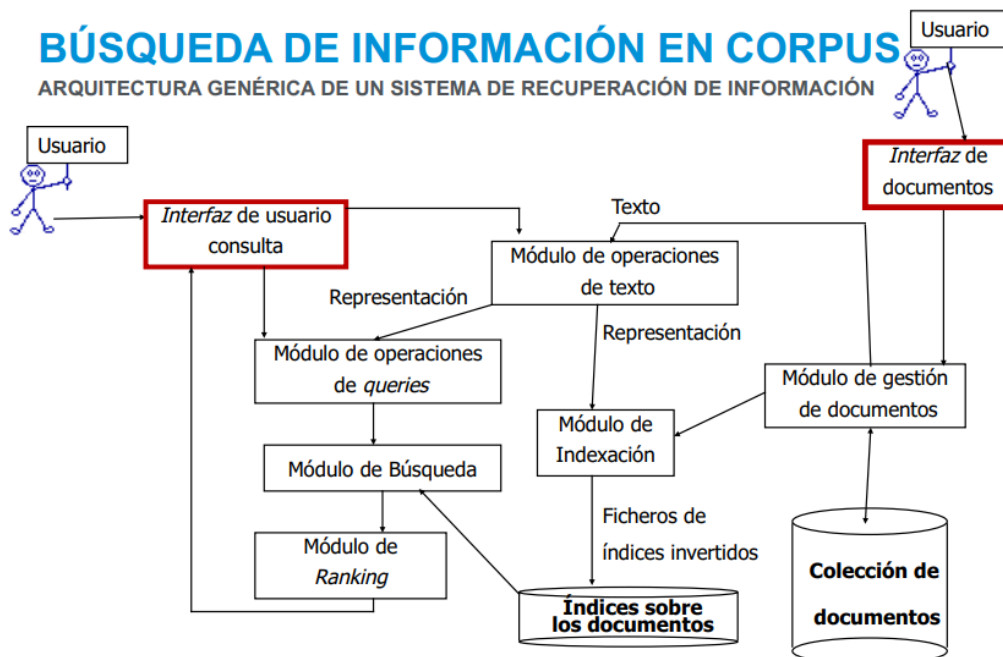 BÚSQUEDA DE INFORMACIÓN EN CORPUS
ARQUITECTURA GENÉRICA DE UN SISTEMA DE RECUPERACIÓN DE INFORMACIÓN
Usuario
Usuario
Interfaz de
documentos
Interfaz de usuario
consulta
Texto
Módulo de operaciones
de texto
Representación
Representación
Módulo de operaciones
de queries
Módulo de gestión
de documentos
Módulo de
Indexación
Módulo de Búsqueda
Ficheros de
índices invertidos
Módulo de
Ranking
Índices sobre
los documentos
Colección de
documentos